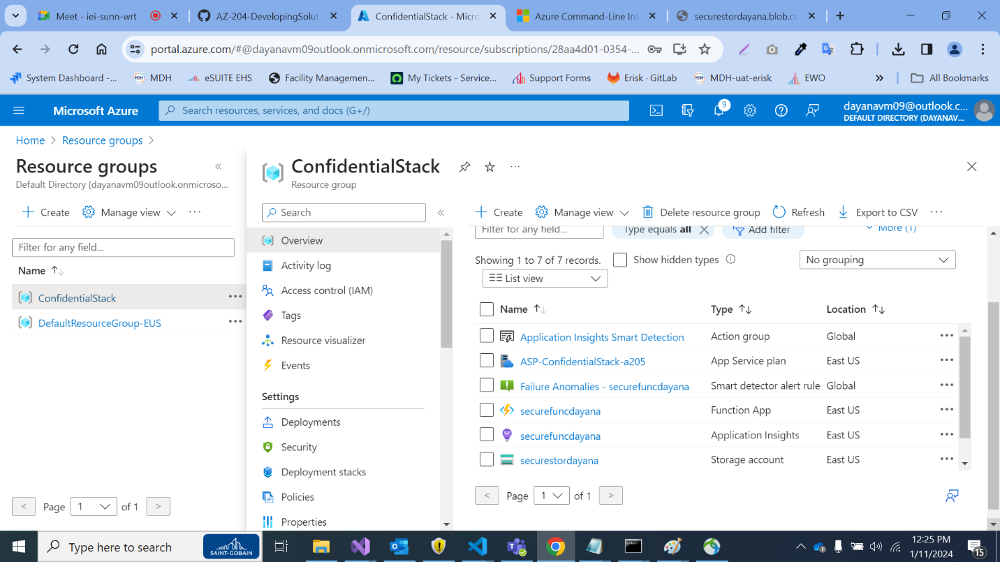 Meet - iei-sunn-wrt
AZ-204-DevelopingSoluti
ConfidentialStack - Micro
Azure Command-Line Int
securestordayana.blob.co
portal.azure.com/#@dayanavm09outlook.onmicrosoft.com/resource/subscriptions/28aa4d01-0354-...
System Dashboard -...
MDH
eSUITE EHS
Facility Managemen...
My Tickets - Service...
Support Forms
Erisk · GitLab
MDH-uat-erisk
EWO
»
All Bookmarks
Microsoft Azure
Search resources, services, and docs (G+/)
9
dayanavm09@outlook.c...
DEFAULT DIRECTORY (DAYANAV...
Home > Resource groups >
Resource groups
Default Directory (dayanavm09outlook.onmicroso...
Create
Manage view
Filter for any field...
Name
ConfidentialStack
DefaultResourceGroup-EUS
< Page 1 of 1 >
ConfidentialStack
Resource group
Search
Overview
Activity log
Access control (IAM)
Tags
Resource visualizer
Events
Settings
Deployments
Security
Deployment stacks
Policies
Properties
Create
Manage view
Delete resource group
Refresh
Export to CSV
Filter for any field...
Type equals all
Add filter
More (1)
Showing 1 to 7 of 7 records.
Show hidden types
No grouping
List view
Name Type Location
Application Insights Smart Detection Action group Global
ASP-ConfidentialStack-a205 App Service plan East US
Failure Anomalies - securefuncdayana Smart detector alert rule Global
securefuncdayana Function App East US
securefuncdayana Application Insights East US
securestordayana Storage account East US
< Page 1 of 1 >
Type here to search
SAINT-GOBAIN
12:25 PM
1/11/2024
15